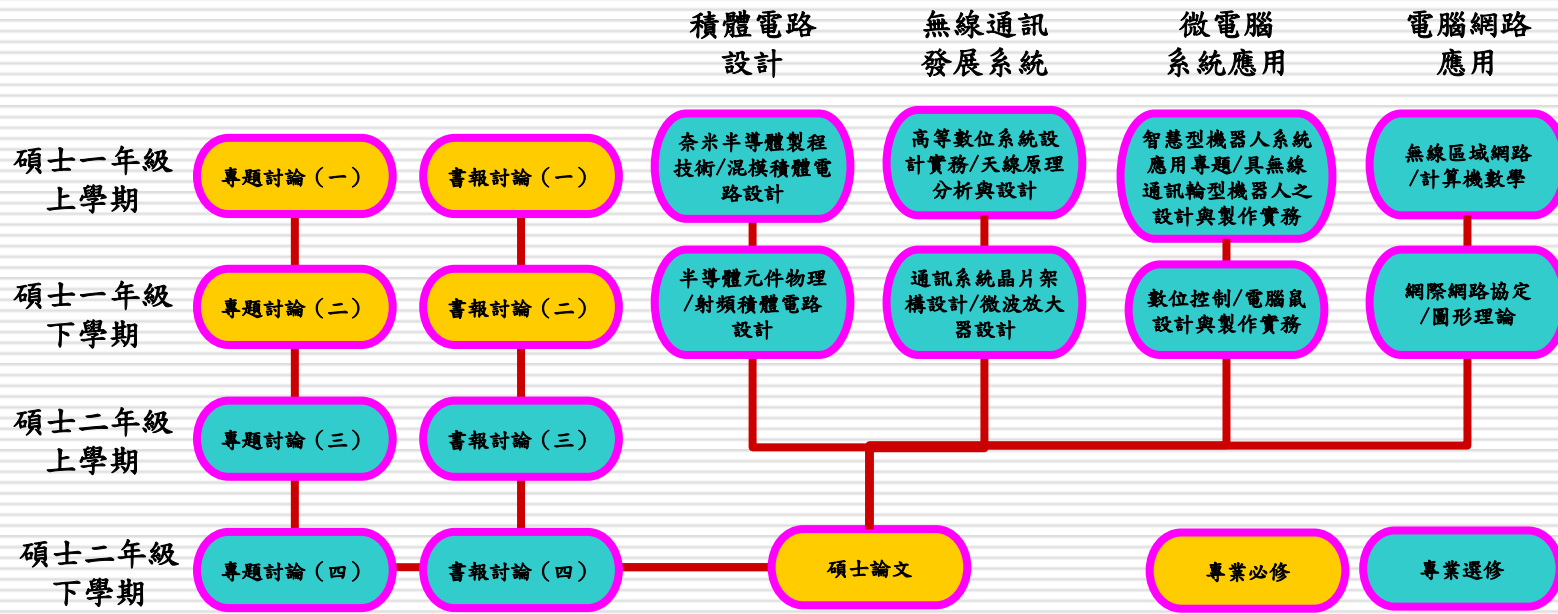 積體電路
設計
無線通訊
發展系統
微電腦
系統應用
電腦網路
應用
碩士一年級
上學期
專題討論（一）
書報討論（一）
奈米半導體製程
技術/混模積體電
路設計
高等數位系統設
計實務/天線原理
分析與設計
智慧型機器人系統
應用專題/具無線
通訊輪型機器人之
設計與製作實務
無線區域網路
/計算機數學
碩士一年級
下學期
專題討論（二）
書報討論（二）
半導體元件物理
/射頻積體電路
設計
通訊系統晶片架
構設計/微波放大
器設計
數位控制/電腦鼠
設計與製作實務
網際網路協定
/圖形理論
碩士二年級
上學期
專題討論（三）
書報討論（三）
碩士二年級
下學期
專題討論（四）
書報討論（四）
碩士論文
專業必修
專業選修